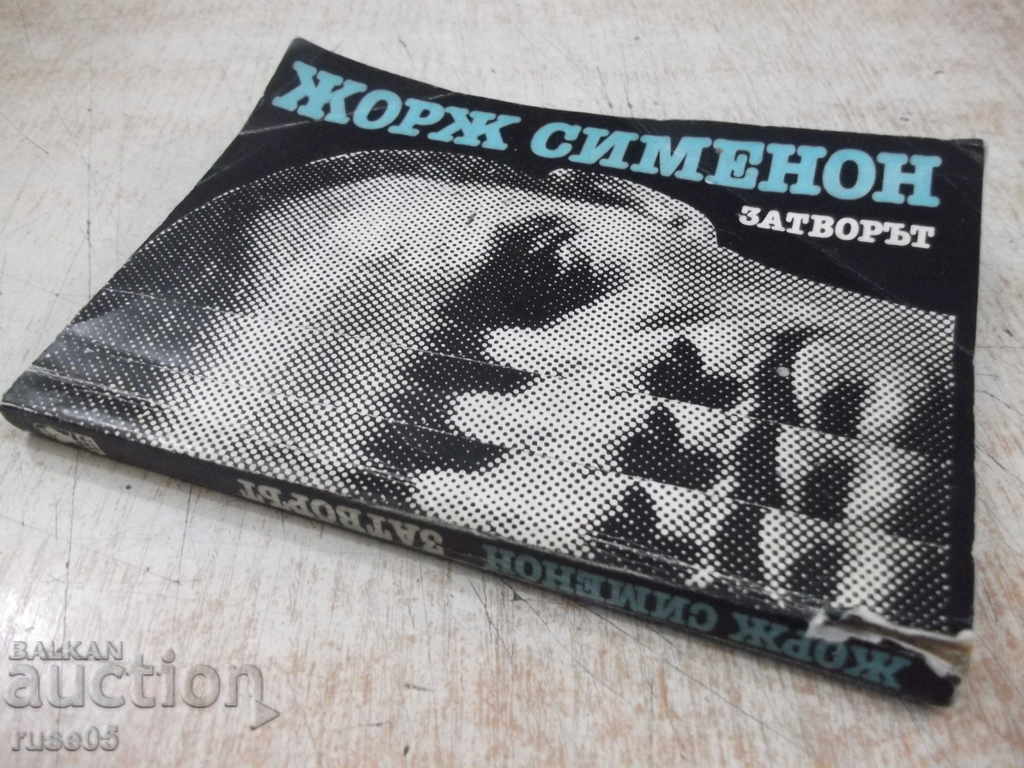 ЖОРЖ СИМЕНОН
ЗАТВОРЪТ
ЖОРЖ СИМЕНОН ЗАТВОРЪТ
BALKAN
auction
ruse05